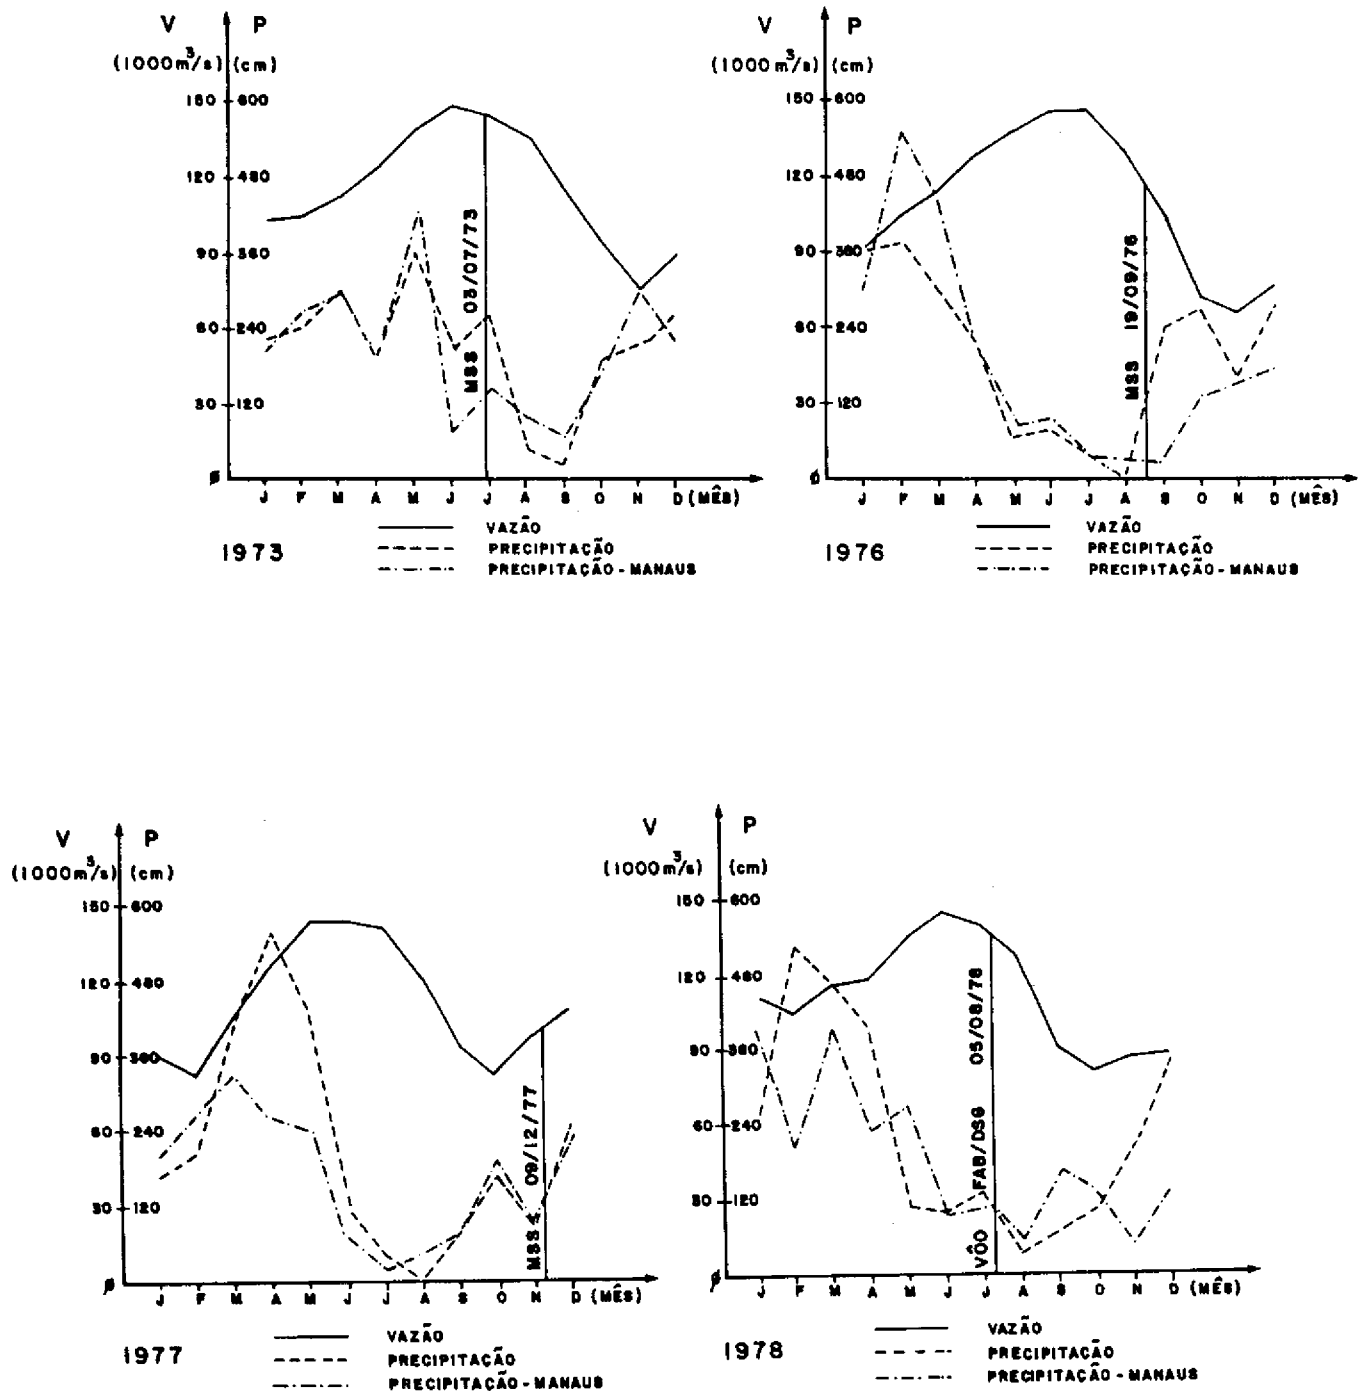 V P
(1000m³/s) (cm)
150 600
120 480
90 360
60 240
30 120
ø
MSS 03/07/73
J F M A M J J A S O N D (MÊS)
1973
VAZÃO
PRECIPITAÇÃO
PRECIPITAÇÃO - MANAUS
V P
(1000m³/s) (cm)
150 600
120 480
90 360
60 240
30 120
ø
MSS 19/09/76
J F M A M J J A S O N D (MÊS)
1976
VAZÃO
PRECIPITAÇÃO
PRECIPITAÇÃO - MANAUS
V P
(1000m³/s) (cm)
150 600
120 480
90 360
60 240
30 120
ø
MSS 4 09/12/77
J F M A M J J A S O N D (MÊS)
1977
VAZÃO
PRECIPITAÇÃO
PRECIPITAÇÃO - MANAUS
V P
(1000m³/s) (cm)
150 600
120 480
90 360
60 240
30 120
ø
VÔO FAB/DSG 05/08/78
J F M A M J J A S O N D (MÊS)
1978
VAZÃO
PRECIPITAÇÃO
PRECIPITAÇÃO - MANAUS